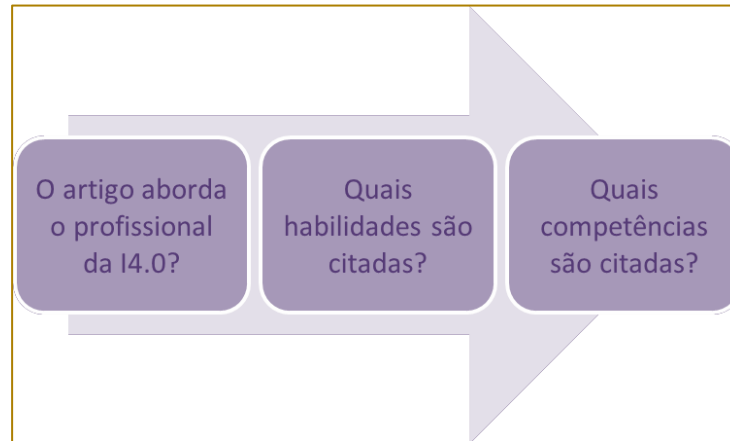 O artigo aborda
o profissional
da I4.0?
Quais
habilidades são
citadas?
Quais
competências
são citadas?